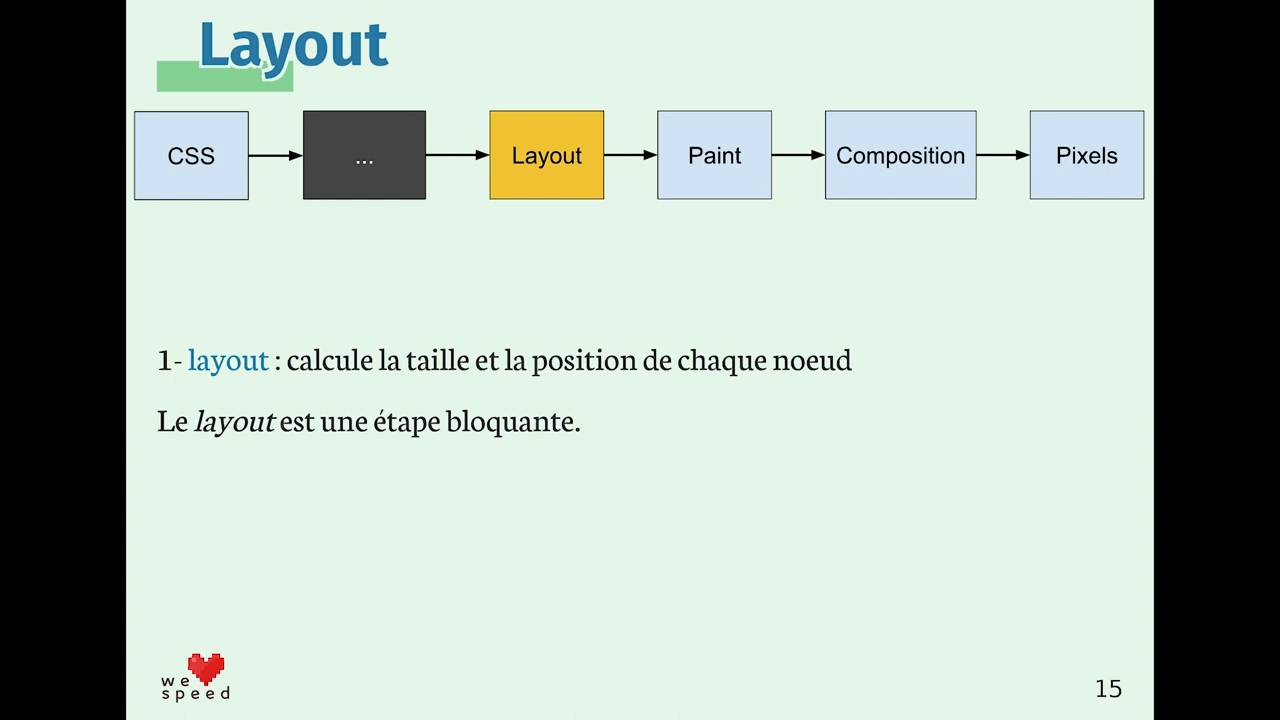 Layout
CSS
...
Layout
Paint
Composition
Pixels
1- layout : calcule la taille et la position de chaque noeud
Le layout est une étape bloquante.
we
speed
15